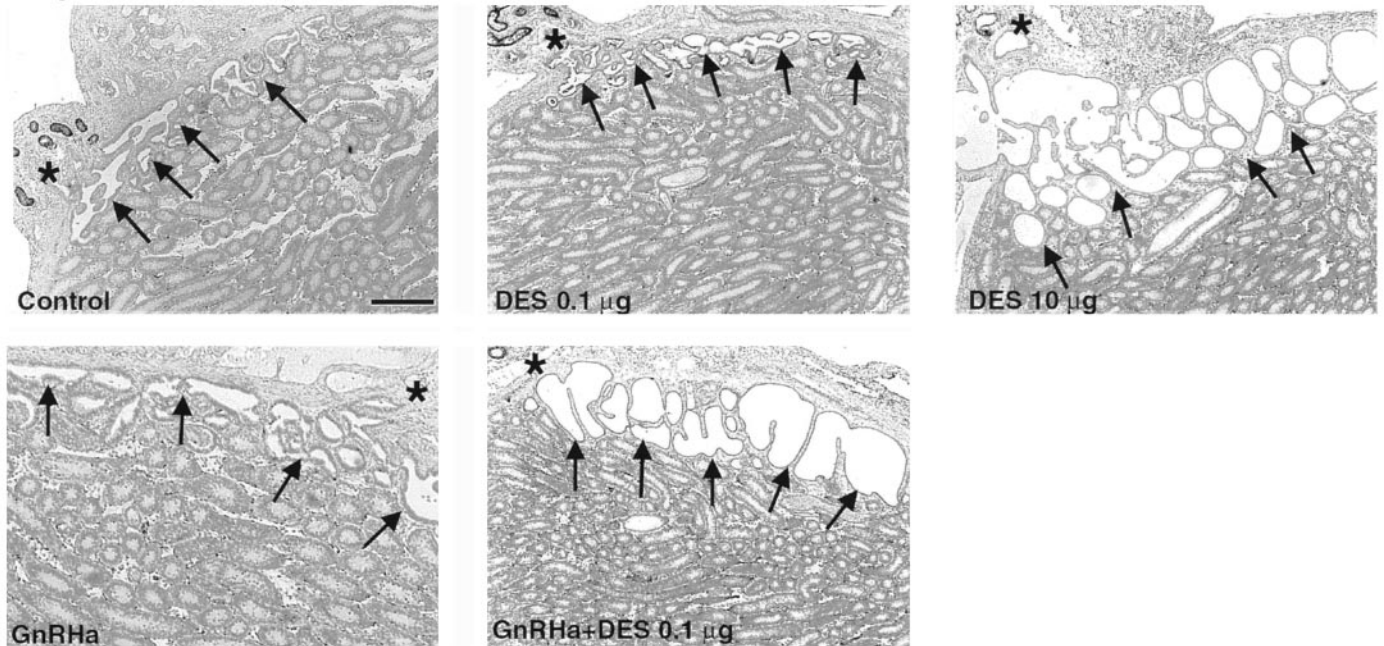 *
Control
*
DES 0.1 μg
*
DES 10 μg
*
GnRHa
*
GnRHa+DES 0.1 μg